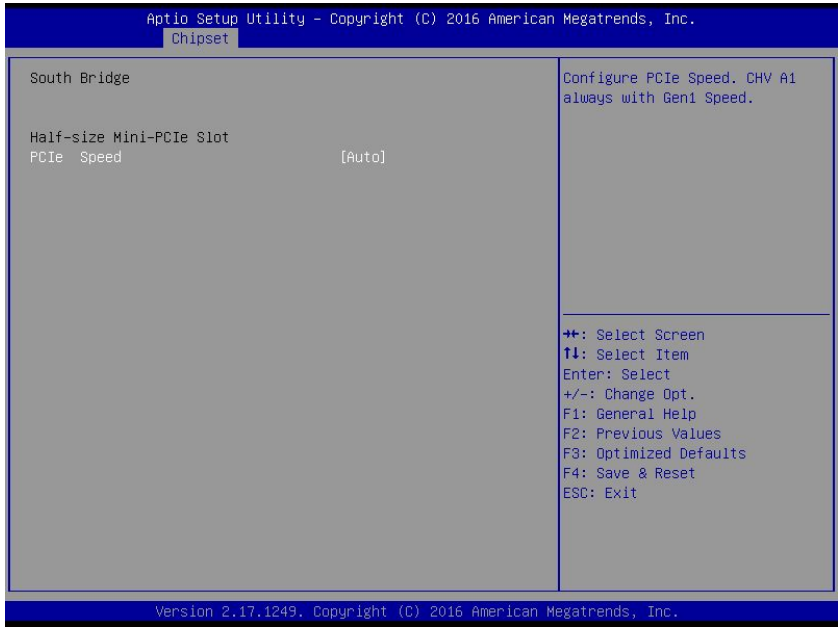 Aptio Setup Utility – Copyright (C) 2016 American Megatrends, Inc.
Chipset
South Bridge
Half-size Mini-PCIe Slot
PCIe Speed [Auto]
Configure PCIe Speed. CHV A1
always with Gen1 Speed.
→←: Select Screen
↑↓: Select Item
Enter: Select
+/-: Change Opt.
F1: General Help
F2: Previous Values
F3: Optimized Defaults
F4: Save & Reset
ESC: Exit
Version 2.17.1249. Copyright (C) 2016 American Megatrends, Inc.